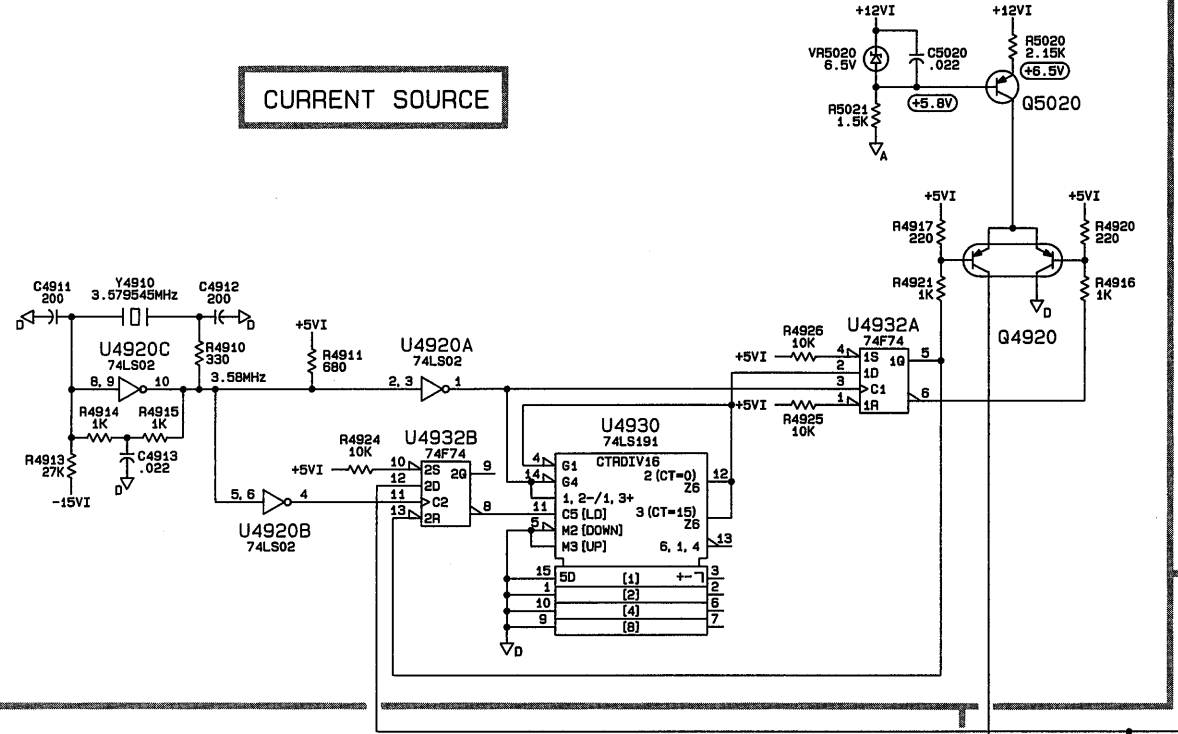 CURRENT SOURCE
+12VI
+12VI
VR5020
6.5V
C5020
.022
R5020
2.15K
+6.5V
+5.8V
Q5020
R5021
1.5K
A
+5VI
+5VI
R4917
220
R4920
220
R4921
1K
R4916
1K
D
Q4920
C4911
200
Y4910
3.579545MHz
C4912
200
D
D
U4920C
74LS02
R4910
330
8, 9
10
3.58MHz
+5VI
R4911
680
U4920A
74LS02
2, 3
1
R4914
1K
R4915
1K
R4913
27K
C4913
.022
D
-15VI
5, 6
4
U4920B
74LS02
R4924
10K
+5VI
U4932B
74F74
10
2S
2Q
9
12
2D
11
C2
13
2R
8
R4926
10K
+5VI
U4932A
74F74
4
1S
1Q
5
2
1D
3
C1
1
1R
6
+5VI
R4925
10K
U4930
74LS191
CTRDIV16
4
G1
2 (CT=0)
12
Z6
14
G4
1, 2-/1, 3+
11
C5 [LD]
3 (CT=15)
Z6
5
M2 [DOWN]
M3 [UP]
6, 1, 4
13
15
5D
[1]
+-
3
1
[2]
2
10
[4]
6
9
[8]
7
D